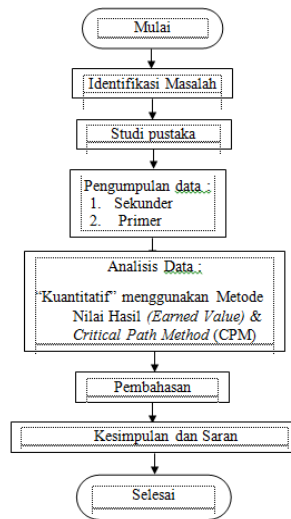 Mulai
Identifikasi Masalah
Studi pustaka
Pengumpulan data :
1. Sekunder
2. Primer
Analisis Data :
“Kuantitatif” menggunakan Metode
Nilai Hasil (Earned Value) &
Critical Path Method (CPM)
Pembahasan
Kesimpulan dan Saran
Selesai